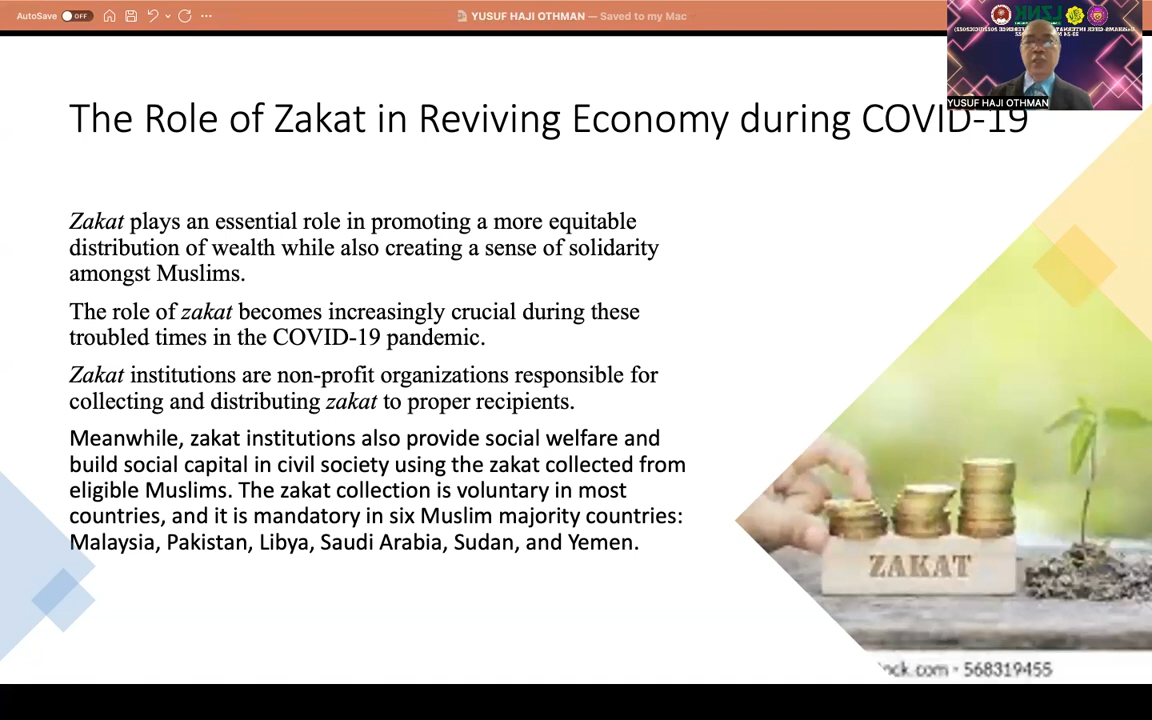 AutoSave OFF
YUSUF HAJI OTHMAN — Saved to my Mac
YUSUF HAJI OTHMAN
The Role of Zakat in Reviving Economy during COVID-19
Zakat plays an essential role in promoting a more equitable
distribution of wealth while also creating a sense of solidarity
amongst Muslims.
The role of zakat becomes increasingly crucial during these
troubled times in the COVID-19 pandemic.
Zakat institutions are non-profit organizations responsible for
collecting and distributing zakat to proper recipients.
Meanwhile, zakat institutions also provide social welfare and
build social capital in civil society using the zakat collected from
eligible Muslims. The zakat collection is voluntary in most
countries, and it is mandatory in six Muslim majority countries:
Malaysia, Pakistan, Libya, Saudi Arabia, Sudan, and Yemen.
ZAKAT
ock.com · 568319455